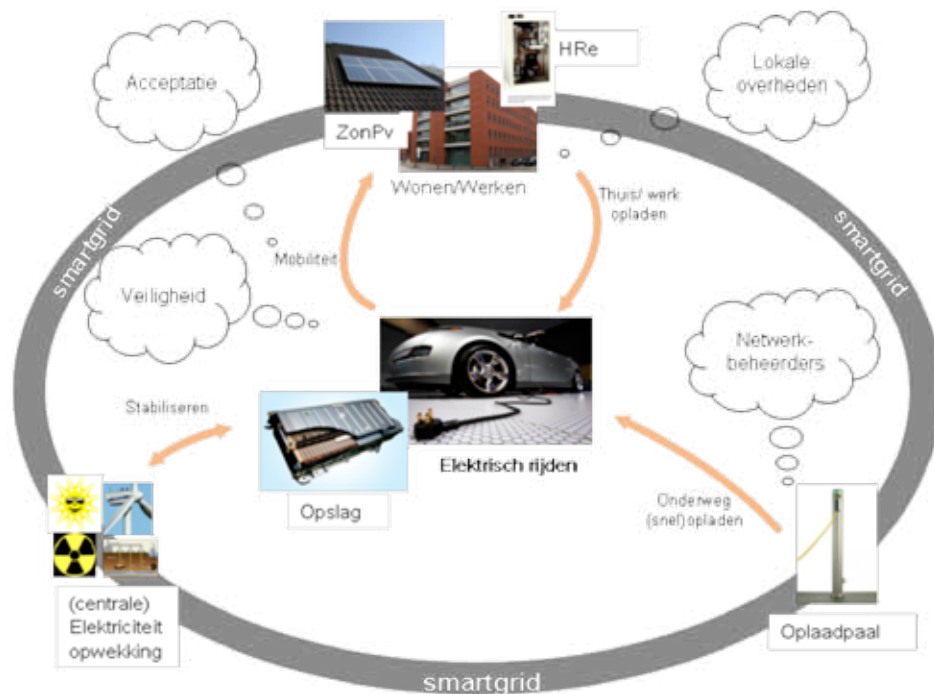 Acceptatie
HRe
Lokale
overheden
ZonPv
Wonen/Werken
Thuis/ werk
opladen
smartgrid
smartgrid
Mobiliteit
Veiligheid
Netwerk-
beheerders
Stabiliseren
Elektrisch rijden
Opslag
Onderweg
(snel)opladen
(centrale)
Elektriciteit
opwekking
Oplaadpaal
smartgrid